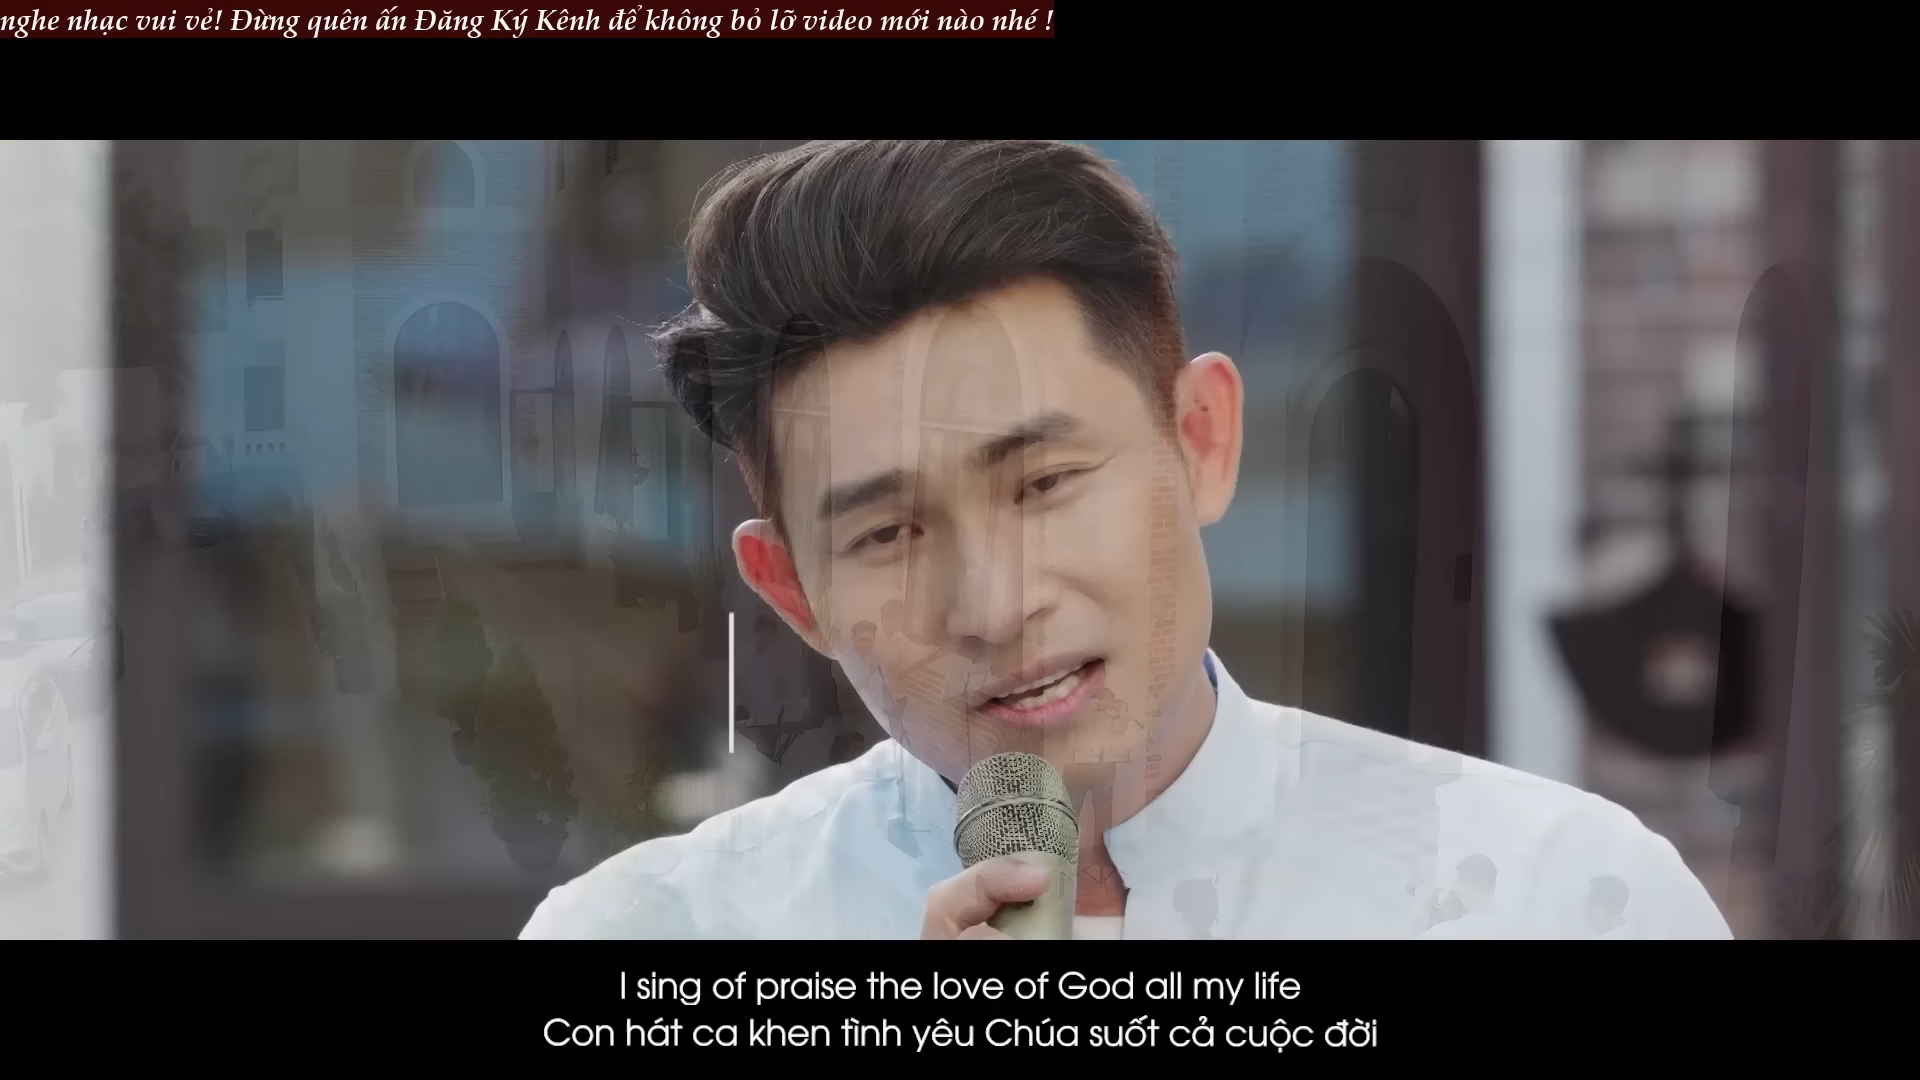 nghe nhạc vui vẻ! Đừng quên ấn Đăng Ký Kênh để không bỏ lỡ video mới nào nhé !
I sing of praise the love of God all my life
Con hát ca khen tình yêu Chúa suốt cả cuộc đời